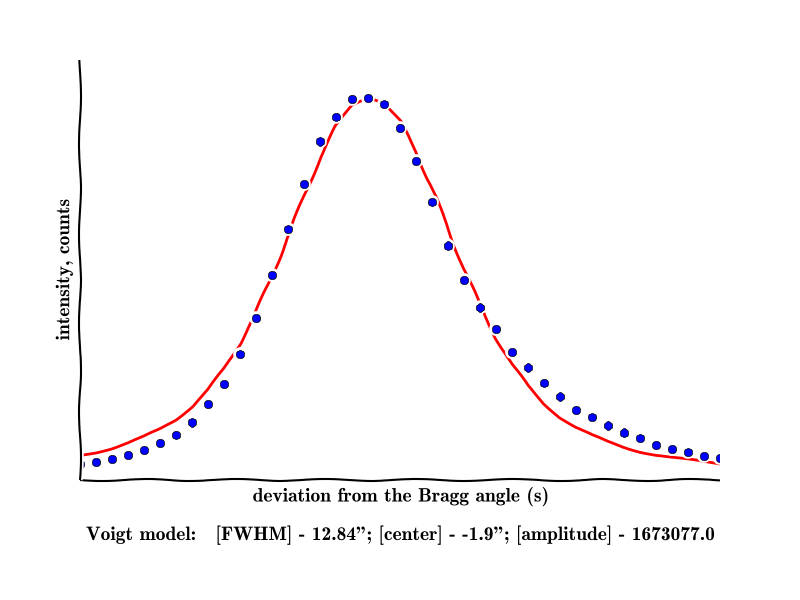 intensity, counts
deviation from the Bragg angle (s)
Voigt model: [FWHM] - 12.84”; [center] - -1.9”; [amplitude] - 1673077.0